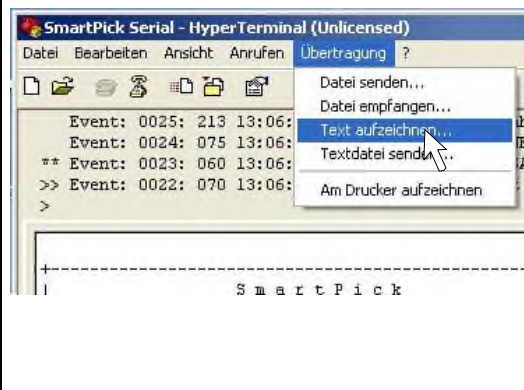 SmartPick Serial - HyperTerminal (Unlicensed)
Datei Bearbeiten Ansicht Anrufen Übertragung ?
Datei senden...
Datei empfangen...
Text aufzeichnen...
Textdatei senden...
Am Drucker aufzeichnen
Event: 0025: 213 13:06:
Event: 0024: 075 13:06:
** Event: 0023: 060 13:06:
>> Event: 0022: 070 13:06:
>
+----------------------------------------
| S m a r t P i c k